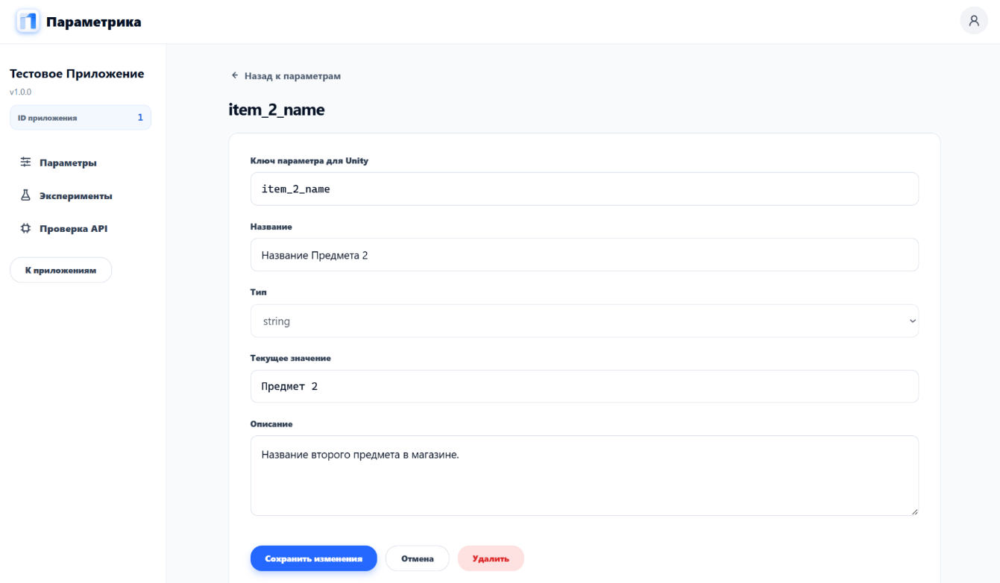 Параметрика
Тестовое Приложение
v1.0.0
ID приложения 1
Параметры
Эксперименты
Проверка API
К приложениям
← Назад к параметрам
item_2_name
Ключ параметра для Unity
item_2_name
Название
Название Предмета 2
Тип
string
Текущее значение
Предмет 2
Описание
Название второго предмета в магазине.
Сохранить изменения Отмена Удалить